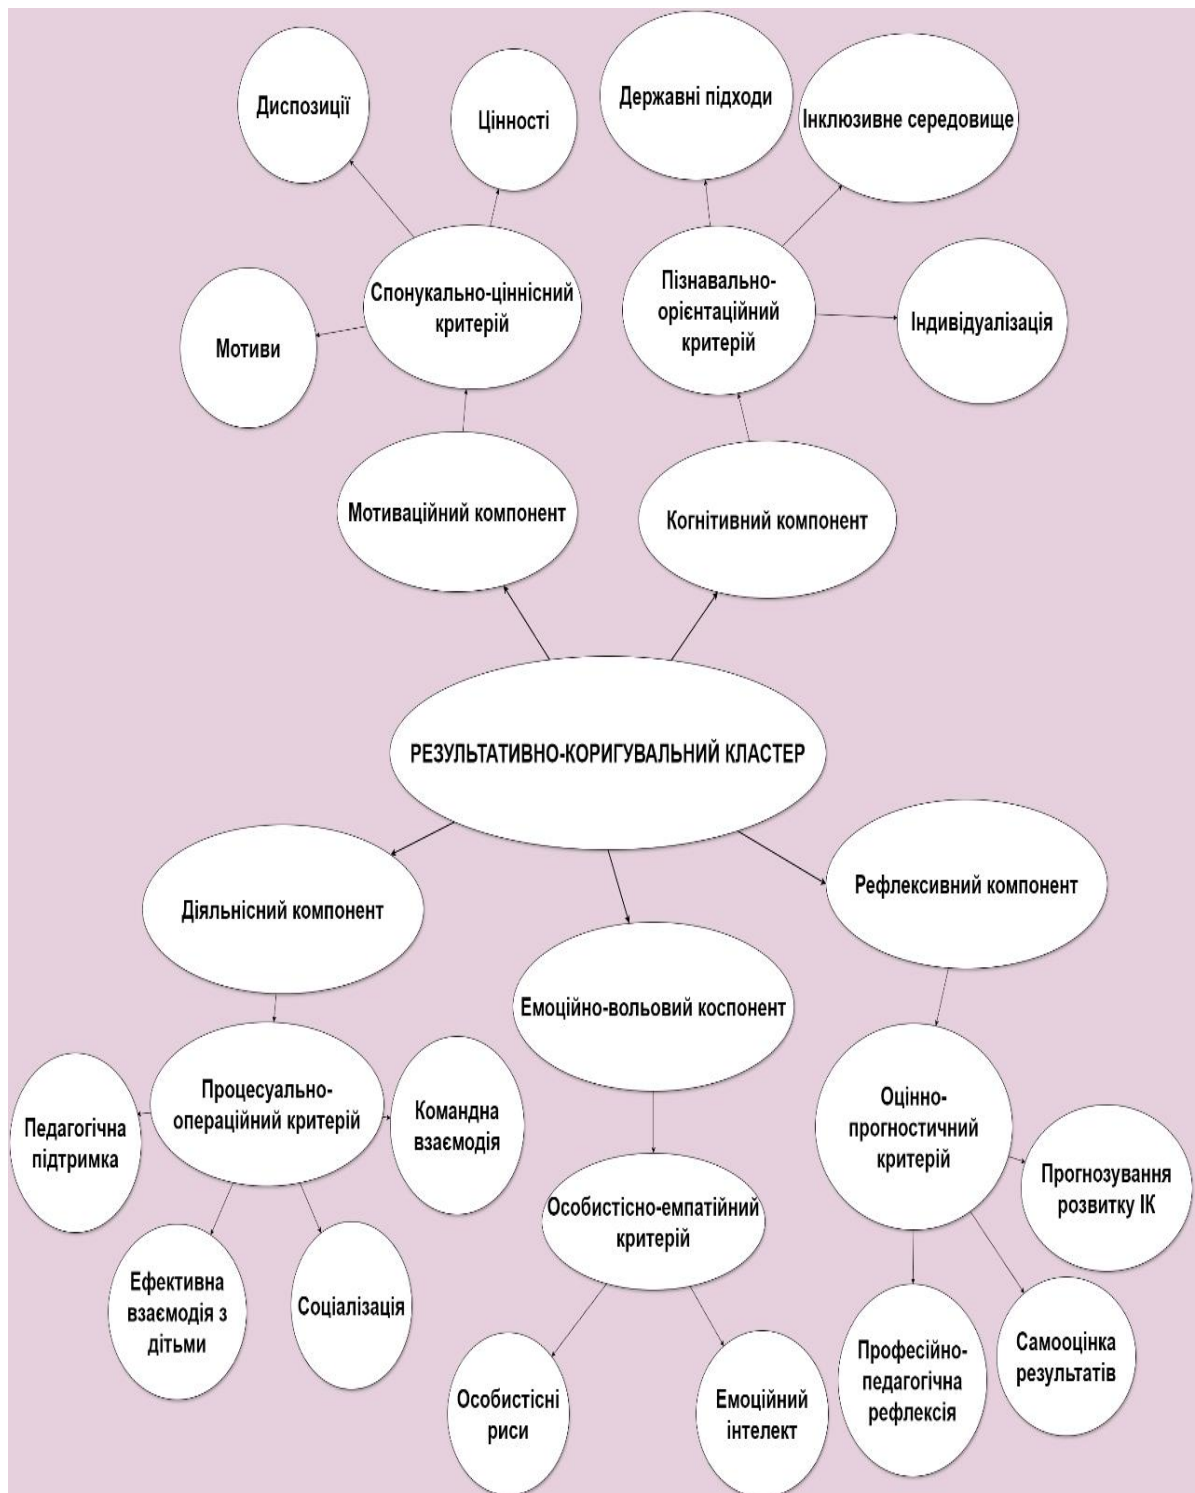 Диспозиції
Цінності
Державні підходи
Інклюзивне середовище
Спонукально-ціннісний
критерій
Пізнавально-
орієнтаційний
критерій
Індивідуалізація
Мотиви
Мотиваційний компонент
Когнітивний компонент
РЕЗУЛЬТАТИВНО-КОРИГУВАЛЬНИЙ КЛАСТЕР
Діяльнісний компонент
Рефлексивний компонент
Емоційно-вольовий коспонент
Процесуально-
операційний критерій
Педагогічна
підтримка
Командна
взаємодія
Оцінно-
прогностичний
критерій
Прогнозування
розвитку ІК
Особистісно-емпатійний
критерій
Ефективна
взаємодія з
дітьми
Соціалізація
Особистісні
риси
Емоційний
інтелект
Професійно-
педагогічна
рефлексія
Самооцінка
результатів